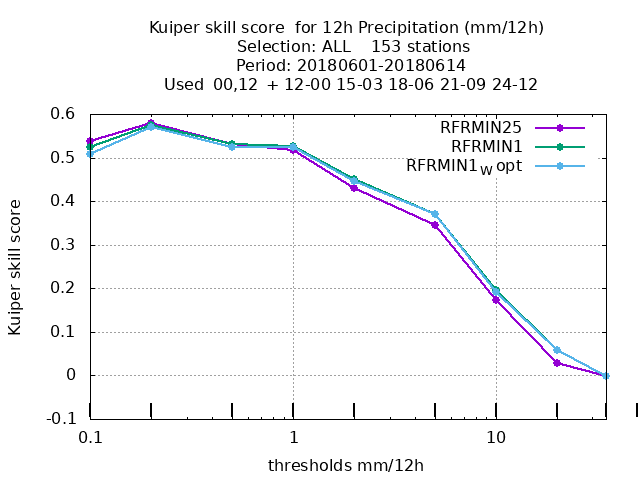 Kuiper skill score  for 12h Precipitation (mm/12h)
Selection: ALL    153 stations
Period: 20180601-20180614
Used  00,12  + 12-00 15-03 18-06 21-09 24-12
RFRMIN25
RFRMIN1
RFRMIN1w opt
Kuiper skill score
0.6
0.5
0.4
0.3
0.2
0.1
0
-0.1
0.1 1 10
thresholds mm/12h